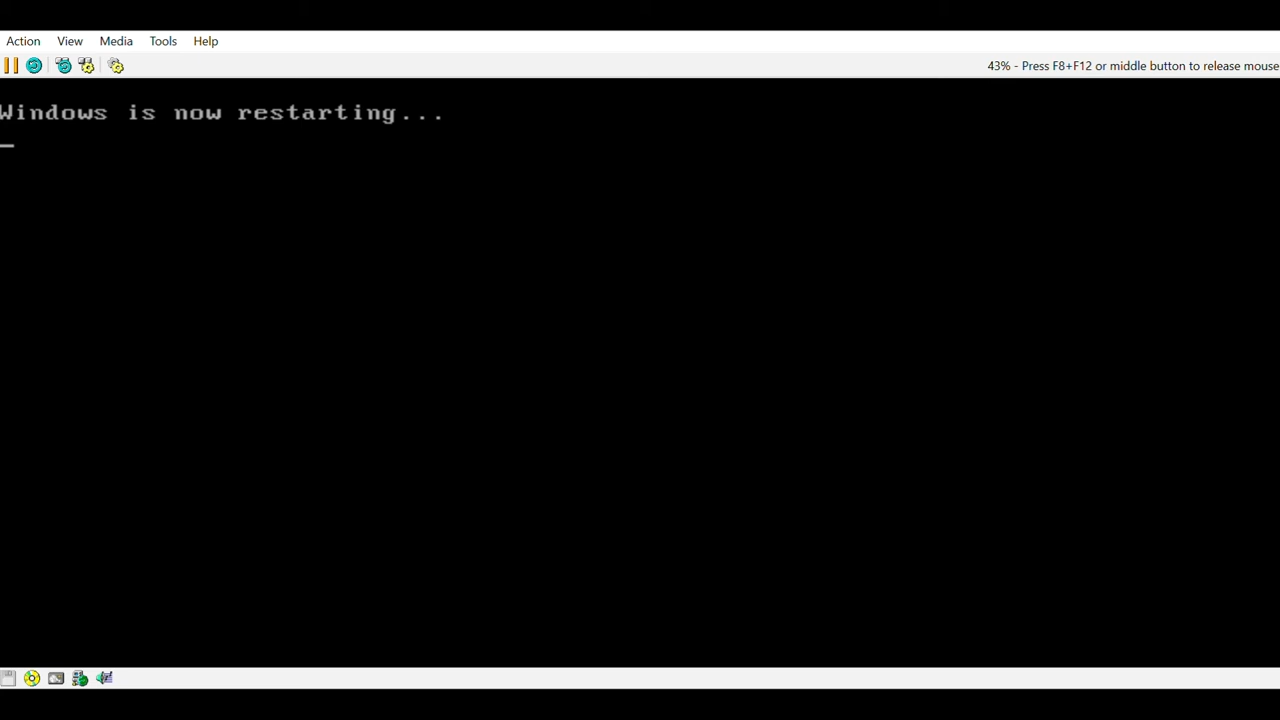 Action View Media Tools Help
43% - Press F8+F12 or middle button to release mouse
Windows is now restarting...